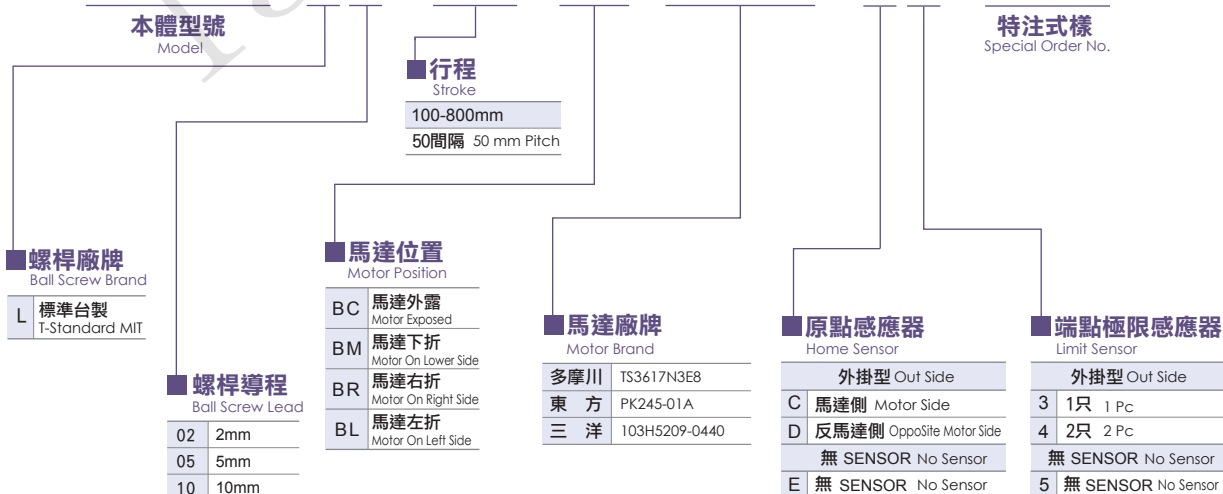 本體型號
Model
特注式樣
Special Order No.
行程
Stroke
100-800mm
50間隔 50 mm Pitch
螺桿廠牌
Ball Screw Brand
L 標準台製
T-Standard MIT
螺桿導程
Ball Screw Lead
02 2mm
05 5mm
10 10mm
馬達位置
Motor Position
BC 馬達外露
Motor Exposed
BM 馬達下折
Motor On Lower Side
BR 馬達右折
Motor On Right Side
BL 馬達左折
Motor On Left Side
馬達廠牌
Motor Brand
多摩川 TS3617N3E8
東 方 PK245-01A
三 洋 103H5209-0440
原點感應器
Home Sensor
外掛型 Out Side
C 馬達側 Motor Side
D 反馬達側 OppoSite Motor Side
無 SENSOR No Sensor
E 無 SENSOR No Sensor
端點極限感應器
Limit Sensor
外掛型 Out Side
3 1只 1 Pc
4 2只 2 Pc
無 SENSOR No Sensor
5 無 SENSOR No Sensor